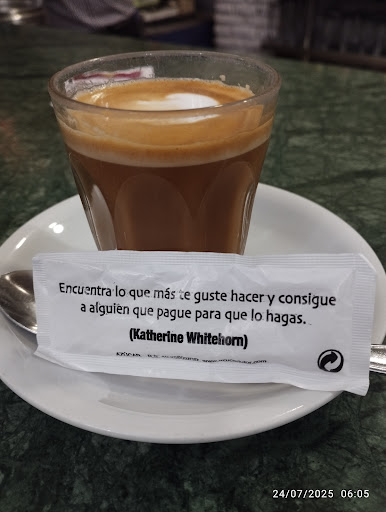 Encuentra lo que más te guste hacer y consigue
a alguien que pague para que lo hagas.
(Katherine Whitehorn)
24/07/2025 06:05